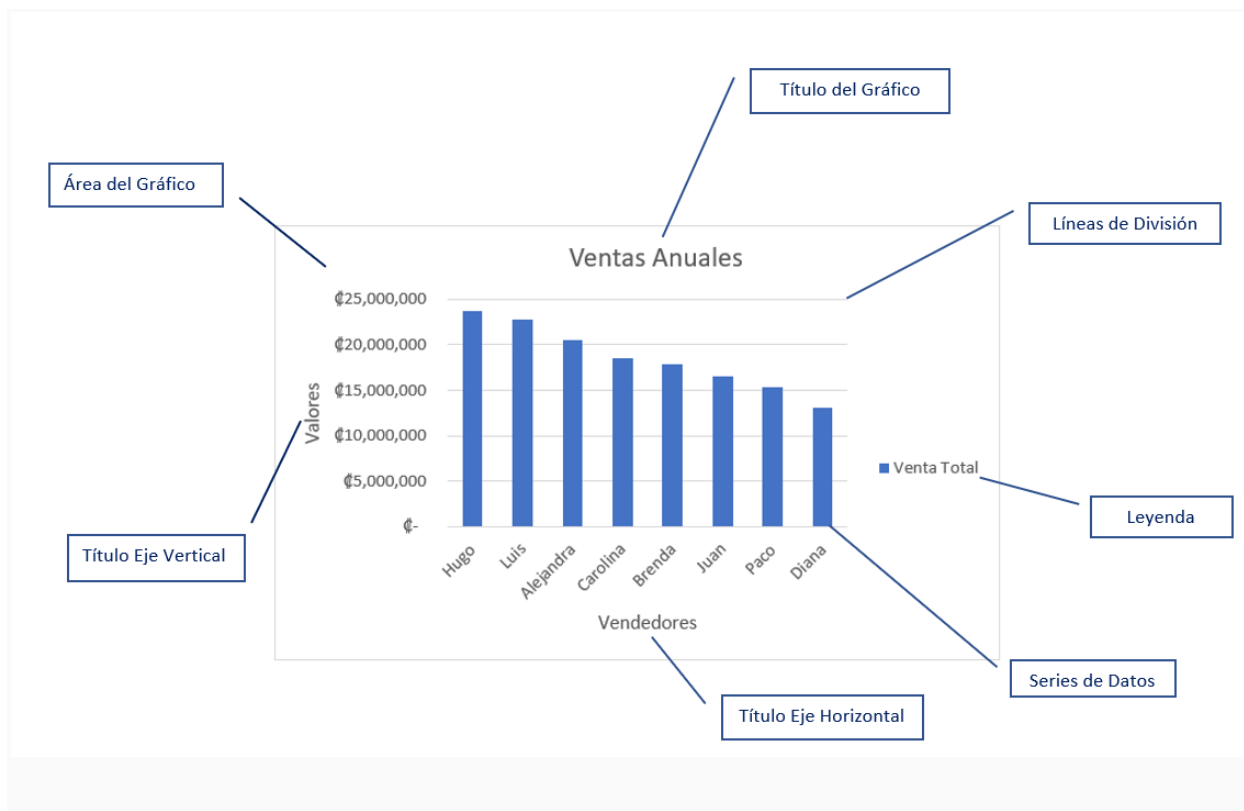 Título del Gráfico
Área del Gráfico
Líneas de División
Ventas Anuales
₡25,000,000
₡20,000,000
₡15,000,000
₡10,000,000
₡5,000,000
₡-
Valores
Venta Total
Leyenda
Título Eje Vertical
Hugo
Luis
Alejandra
Carolina
Brenda
Juan
Paco
Diana
Vendedores
Series de Datos
Título Eje Horizontal